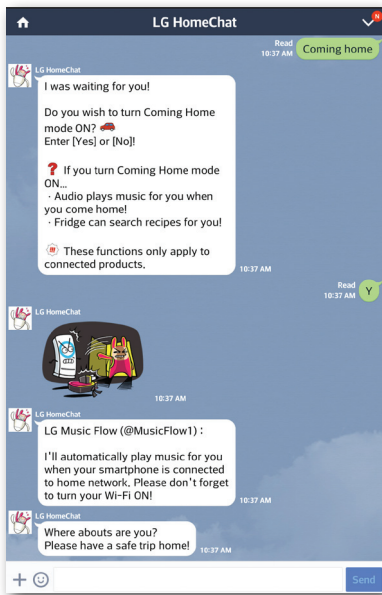 LG HomeChat
N
Read
10:37 AM
Coming home
LG HomeChat
I was waiting for you!
Do you wish to turn Coming Home
mode ON?
Enter [Yes] or [No]!
❓ If you turn Coming Home mode
ON...
· Audio plays music for you when
you come home!
· Fridge can search recipes for you!
!!! These functions only apply to
connected products.
10:37 AM
Read
10:37 AM
Y
LG HomeChat
10:37 AM
LG HomeChat
LG Music Flow (@MusicFlow1) :
I'll automatically play music for you
when your smartphone is connected
to home network. Please don't forget
to turn your Wi-Fi ON!
10:37 AM
LG HomeChat
Where abouts are you?
Please have a safe trip home!
10:37 AM
Send